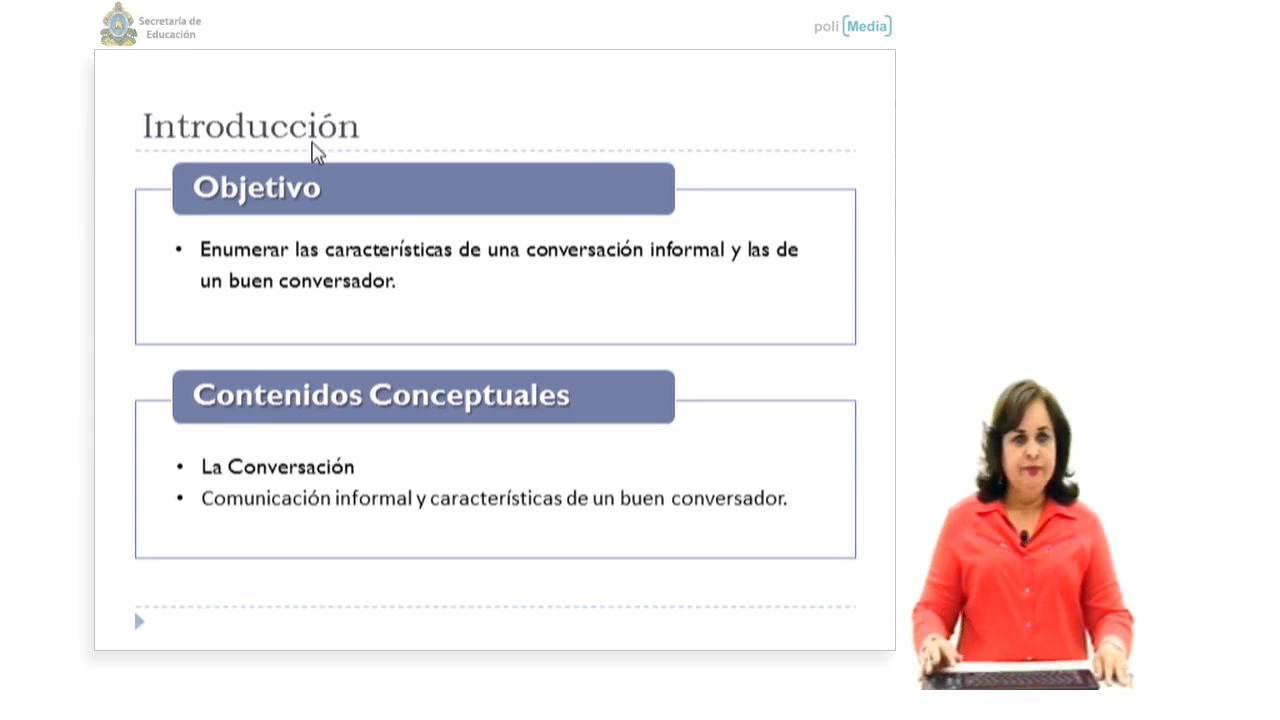 Secretaría de
Educación
poli [Media]
Introducción
Objetivo
• Enumerar las características de una conversación informal y las de
un buen conversador.
Contenidos Conceptuales
• La Conversación
• Comunicación informal y características de un buen conversador.